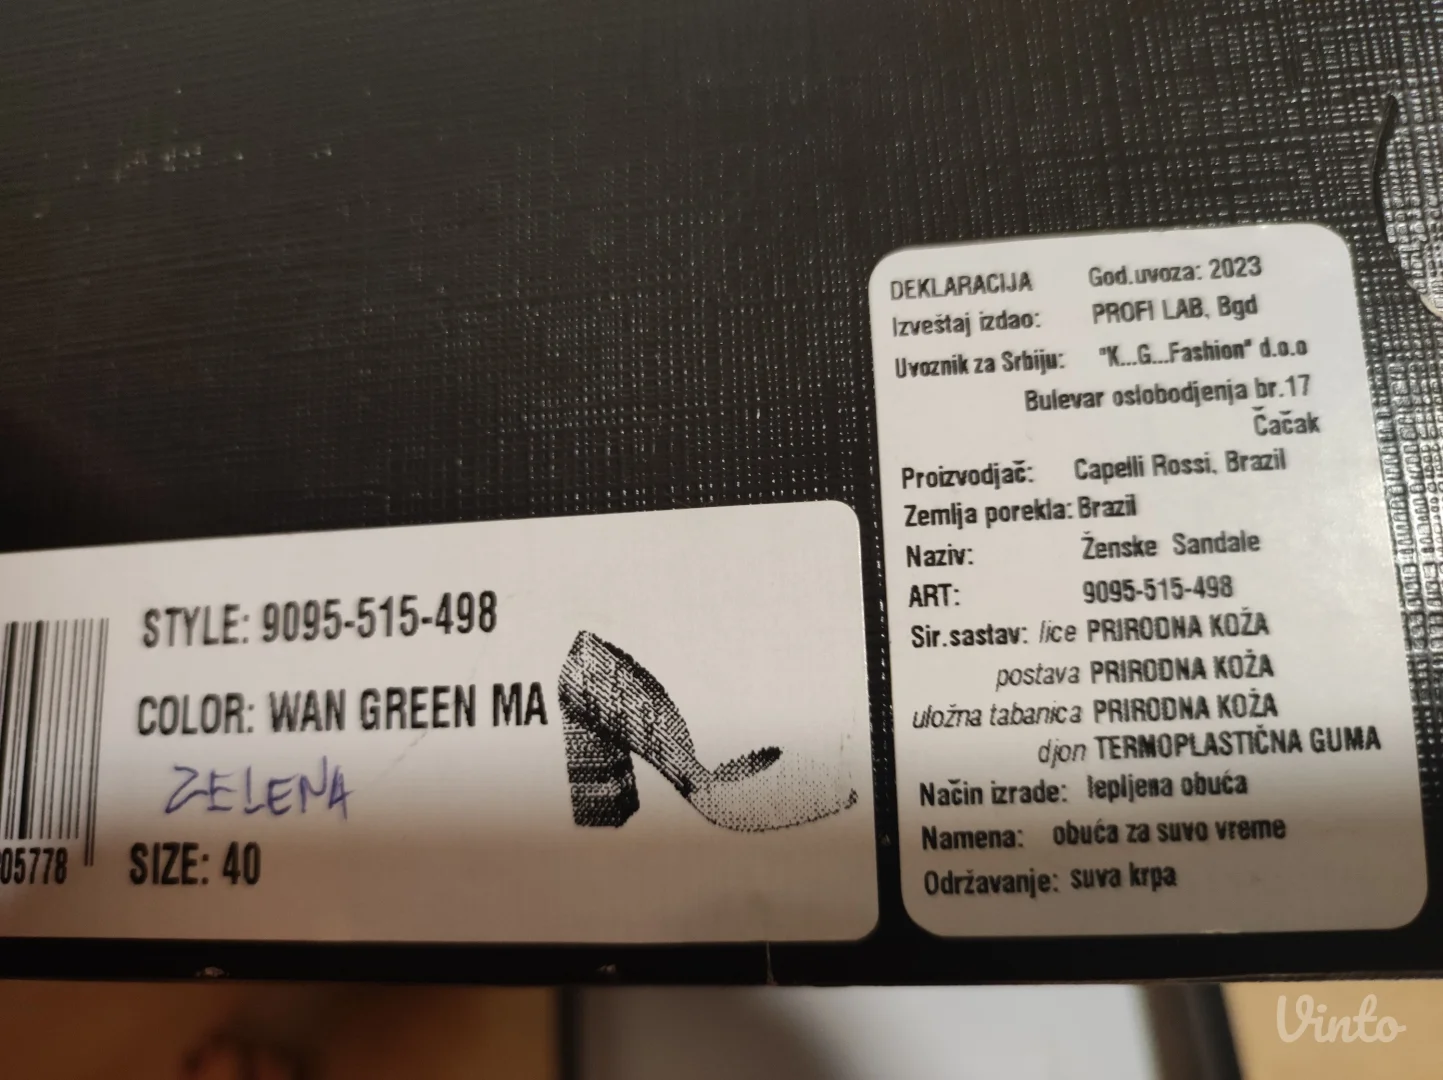 STYLE: 9095-515-498
COLOR: WAN GREEN MA
ZELENA
SIZE: 40
05778
DEKLARACIJA God.uvoza: 2023
Izveštaj izdao: PROFI LAB, Bgd
Uvoznik za Srbiju: "K...G...Fashion" d.o.o
Bulevar oslobodjenja br.17
Čačak
Proizvodjač: Capelli Rossi, Brazil
Zemlja porekla: Brazil
Naziv: Ženske Sandale
ART: 9095-515-498
Sir.sastav: lice PRIRODNA KOŽA
postava PRIRODNA KOŽA
uložna tabanica PRIRODNA KOŽA
djon TERMOPLASTIČNA GUMA
Način izrade: lepljena obuća
Namena: obuća za suvo vreme
Održavanje: suva krpa
Vinto